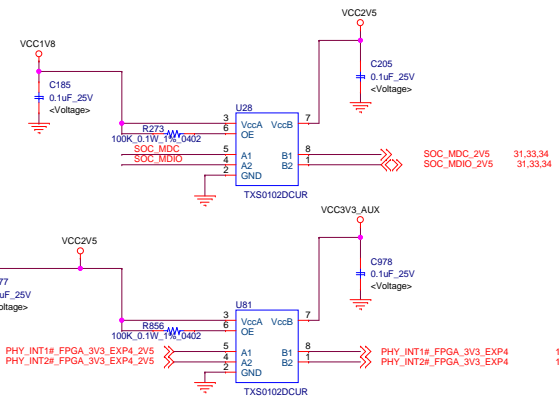 VCC2V5
VCC1V8
C205
0.1uF_25V
<Voltage>
C185
0.1uF_25V
<Voltage>
U28
3 VccA VccB 7
R273 6 OE
100K_0.1W_1%_0402
SOC_MDC 5 A1 B1 8 SOC_MDC_2V5 31,33,34
SOC_MDIO 4 A2 B2 1 SOC_MDIO_2V5 31,33,34
2 GND
TXS0102DCUR
VCC3V3_AUX
VCC2V5
C978
0.1uF_25V
<Voltage>
77
uF_25V
oltage>
U81
3 VccA VccB 7
R856 6 OE
100K_0.1W_1%_0402
PHY_INT1#_FPGA_3V3_EXP4_2V5 5 A1 B1 8 PHY_INT1#_FPGA_3V3_EXP4 1
PHY_INT2#_FPGA_3V3_EXP4_2V5 4 A2 B2 1 PHY_INT2#_FPGA_3V3_EXP4 1
2 GND
TXS0102DCUR